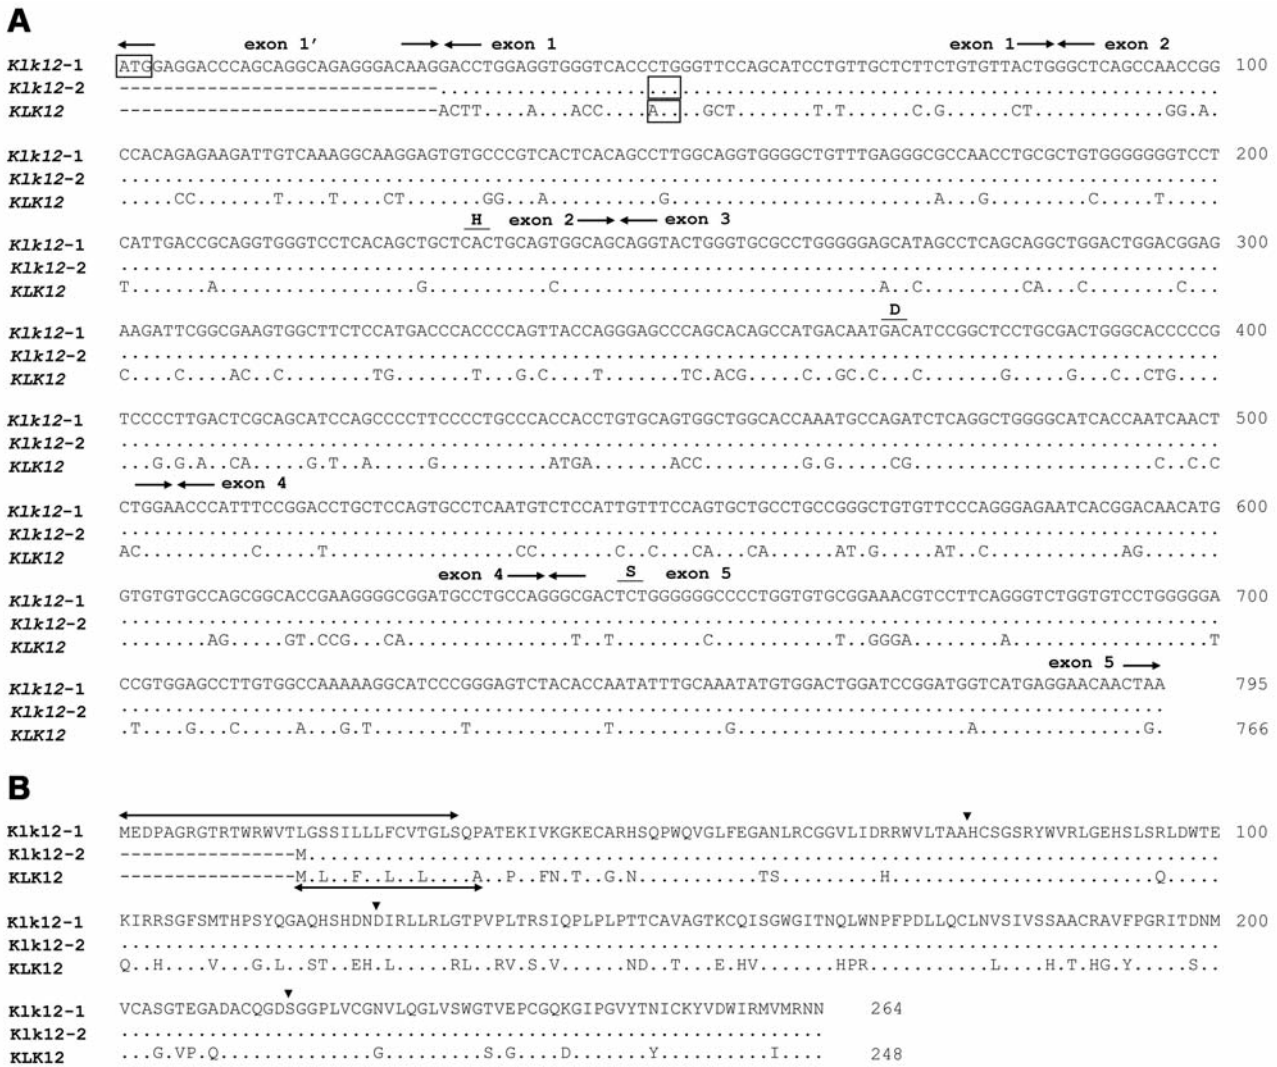 A
exon 1′ exon 1 exon 1 exon 2
Klk12-1 ATGGAGGACCCAGCAGGCAGAGGGACAAGGACCTGGAGGTGGGTCACCCTGGGTTCCAGCATCCTGTTGCTCTTCTGTGTTACTGGGCTCAGCCAACCGG 100
Klk12-2 -----------------------------.......................................................................
KLK12 -----------------------------ACTT....A...ACC....A....GCT.......T.T......C.G......CT............GG.A.
Klk12-1 CCACAGAGAAGATTGTCAAAGGCAAGGAGTGTGCCCGTCACTCACAGCCTTGGCAGGTGGGGCTGTTTGAGGGCGCCAACCTGCGCTGTGGGGGGGTCCT 200
Klk12-2 ....................................................................................................
KLK12 .....CC.......T....T....CT.......GG...A..........G........................A...G.........C.....T.....
H exon 2 exon 3
Klk12-1 CATTGACCGCAGGTGGGTCCTCACAGCTGCTCACTGCAGTGGCAGCAGGTACTGGGTGCGCCTGGGGGAGCATAGCCTCAGCAGGCTGGACTGGACGGAG 300
Klk12-2 ....................................................................................................
KLK12 T.......A..................G...........C.............................A..C.........CA...C........C...
D
Klk12-1 AAGATTCGGCGAAGTGGCTTCTCCATGACCCACCCCAGTTACCAGGGAGCCCAGCACAGCCATGACAATGACATCCGGCTCCTGCGACTGGGCACCCCCG 400
Klk12-2 ....................................................................................................
KLK12 C....C....AC..C........TG.......T...G.C....T.......TC.ACG.....C..GC.C...C.......G.....G...C..CTG....
Klk12-1 TCCCCTTGACTCGCAGCATCCAGCCCCTTCCCCTGCCCACCACCTGTGCAGTGGCTGGCACCAAATGCCAGATCTCAGGCTGGGGCATCACCAATCAACT 500
Klk12-2 ....................................................................................................
KLK12 ...G.G.A..CA.....G.T..A.....G..........ATGA.......ACC.........G.G.....CG......................C..C.C
exon 4
Klk12-1 CTGGAACCCATTTCCGGACCTGCTCCAGTGCCTCAATGTCTCCATTGTTTCCAGTGCTGCCTGCCGGGCTGTGTTCCCAGGGAGAATCACGGACAACATG 600
Klk12-2 ....................................................................................................
KLK12 AC..........C.....T.................CC.......C..C...CA...CA......AT.G.....AT..C............AG.......
exon 4 S exon 5
Klk12-1 GTGTGTGCCAGCGGCACCGAAGGGGCGGATGCCTGCCAGGGCGACTCTGGGGGGCCCCTGGTGTGCGGAAACGTCCTTCAGGGTCTGGTGTCCTGGGGGA 700
Klk12-2 ....................................................................................................
KLK12 ........AG.....GT.CCG...CA...............T..T........C...........T..GGGA........A..................T
exon 5
Klk12-1 CCGTGGAGCCTTGTGGCCAAAAAGGCATCCCGGGAGTCTACACCAATATTTGCAAATATGTGGACTGGATCCGGATGGTCATGAGGAACAACTAA 795
Klk12-2 ...............................................................................................
KLK12 .T....G...C.....A...G.T........T............T..........G.....................A...............G. 766
B
Klk12-1 MEDPAGRGTRTWRWVTLGSSILLLFCVTGLSQPATEKIVKGKECARHSQPWQVGLFEGANLRCGGVLIDRRWVLTAAHCSGSRYWVRLGEHSLSRLDWTE 100
Klk12-2 ----------------M...................................................................................
KLK12 ----------------M.L..F..L..L....A..P..FN.T..G.N...........TS.........H........................Q.....
Klk12-1 KIRRSGFSMTHPSYQGAQHSHDNDIRLLRLGTPVPLTRSIQPLPLPTTCAVAGTKCQISGWGITNQLWNPFPDLLQCLNVSIVSSAACRAVFPGRITDNM 200
Klk12-2 ....................................................................................................
KLK12 Q..H....V...G.L..ST..EH.L.....RL..RV.S.V......ND..T...E.HV.......HPR...........L....H.T.HG.Y.....S..
Klk12-1 VCASGTEGADACQGDSGGPLVCGNVLQGLVSWGTVEPCGQKGIPGVYTNICKYVDWIRMVMRNN 264
Klk12-2 ................................................................
KLK12 ...G.VP.Q..............G.........S.G....D.......Y..........I.... 248